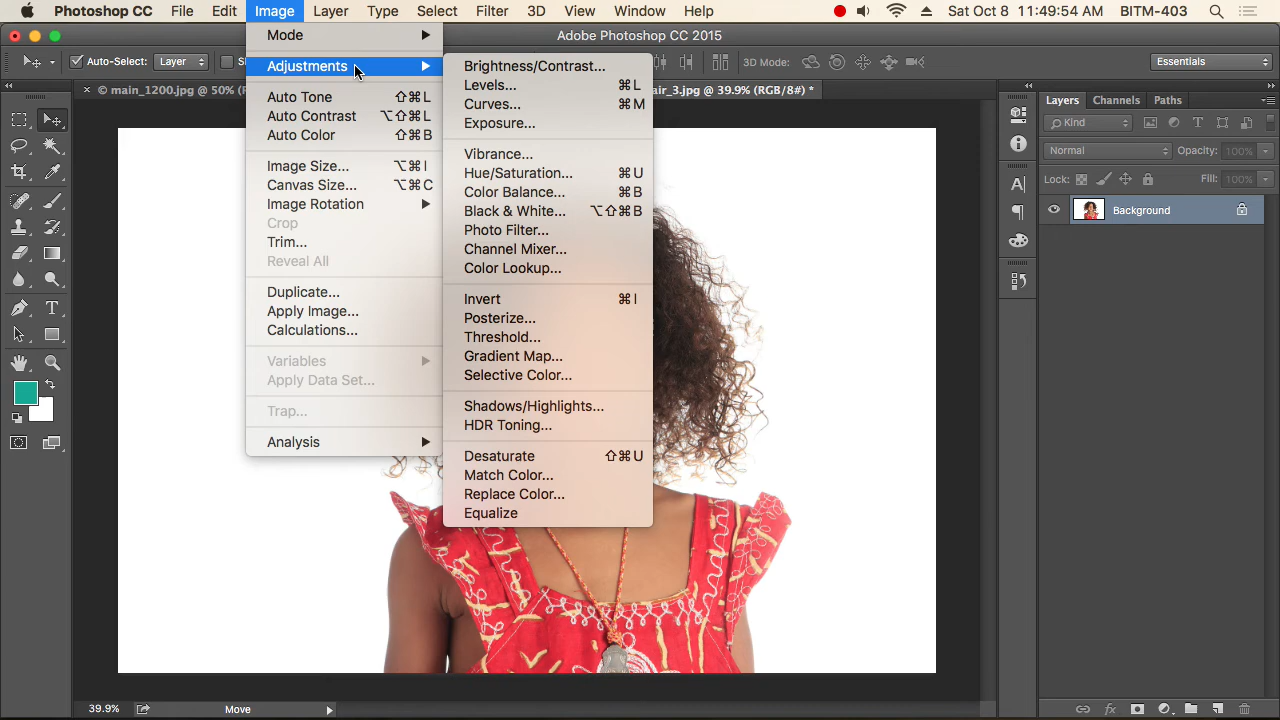 Photoshop CC File Edit Image Layer Type Select Filter 3D View Window Help Sat Oct 8 11:49:54 AM BITM-403
Adobe Photoshop CC 2015
Auto-Select: Layer 3D Mode: Essentials
× © main_1200.jpg @ 50% air_3.jpg @ 39.9% (RGB/8#) *
Mode
Adjustments
Auto Tone ⇧⌘L
Auto Contrast ⌥⇧⌘L
Auto Color ⇧⌘B
Image Size... ⌥⌘I
Canvas Size... ⌥⌘C
Image Rotation
Crop
Trim...
Reveal All
Duplicate...
Apply Image...
Calculations...
Variables
Apply Data Set...
Trap...
Analysis
Brightness/Contrast...
Levels... ⌘L
Curves... ⌘M
Exposure...
Vibrance...
Hue/Saturation... ⌘U
Color Balance... ⌘B
Black & White... ⌥⇧⌘B
Photo Filter...
Channel Mixer...
Color Lookup...
Invert ⌘I
Posterize...
Threshold...
Gradient Map...
Selective Color...
Shadows/Highlights...
HDR Toning...
Desaturate ⇧⌘U
Match Color...
Replace Color...
Equalize
Layers Channels Paths
Kind
Normal Opacity: 100%
Lock: Fill: 100%
Background
39.9% Move